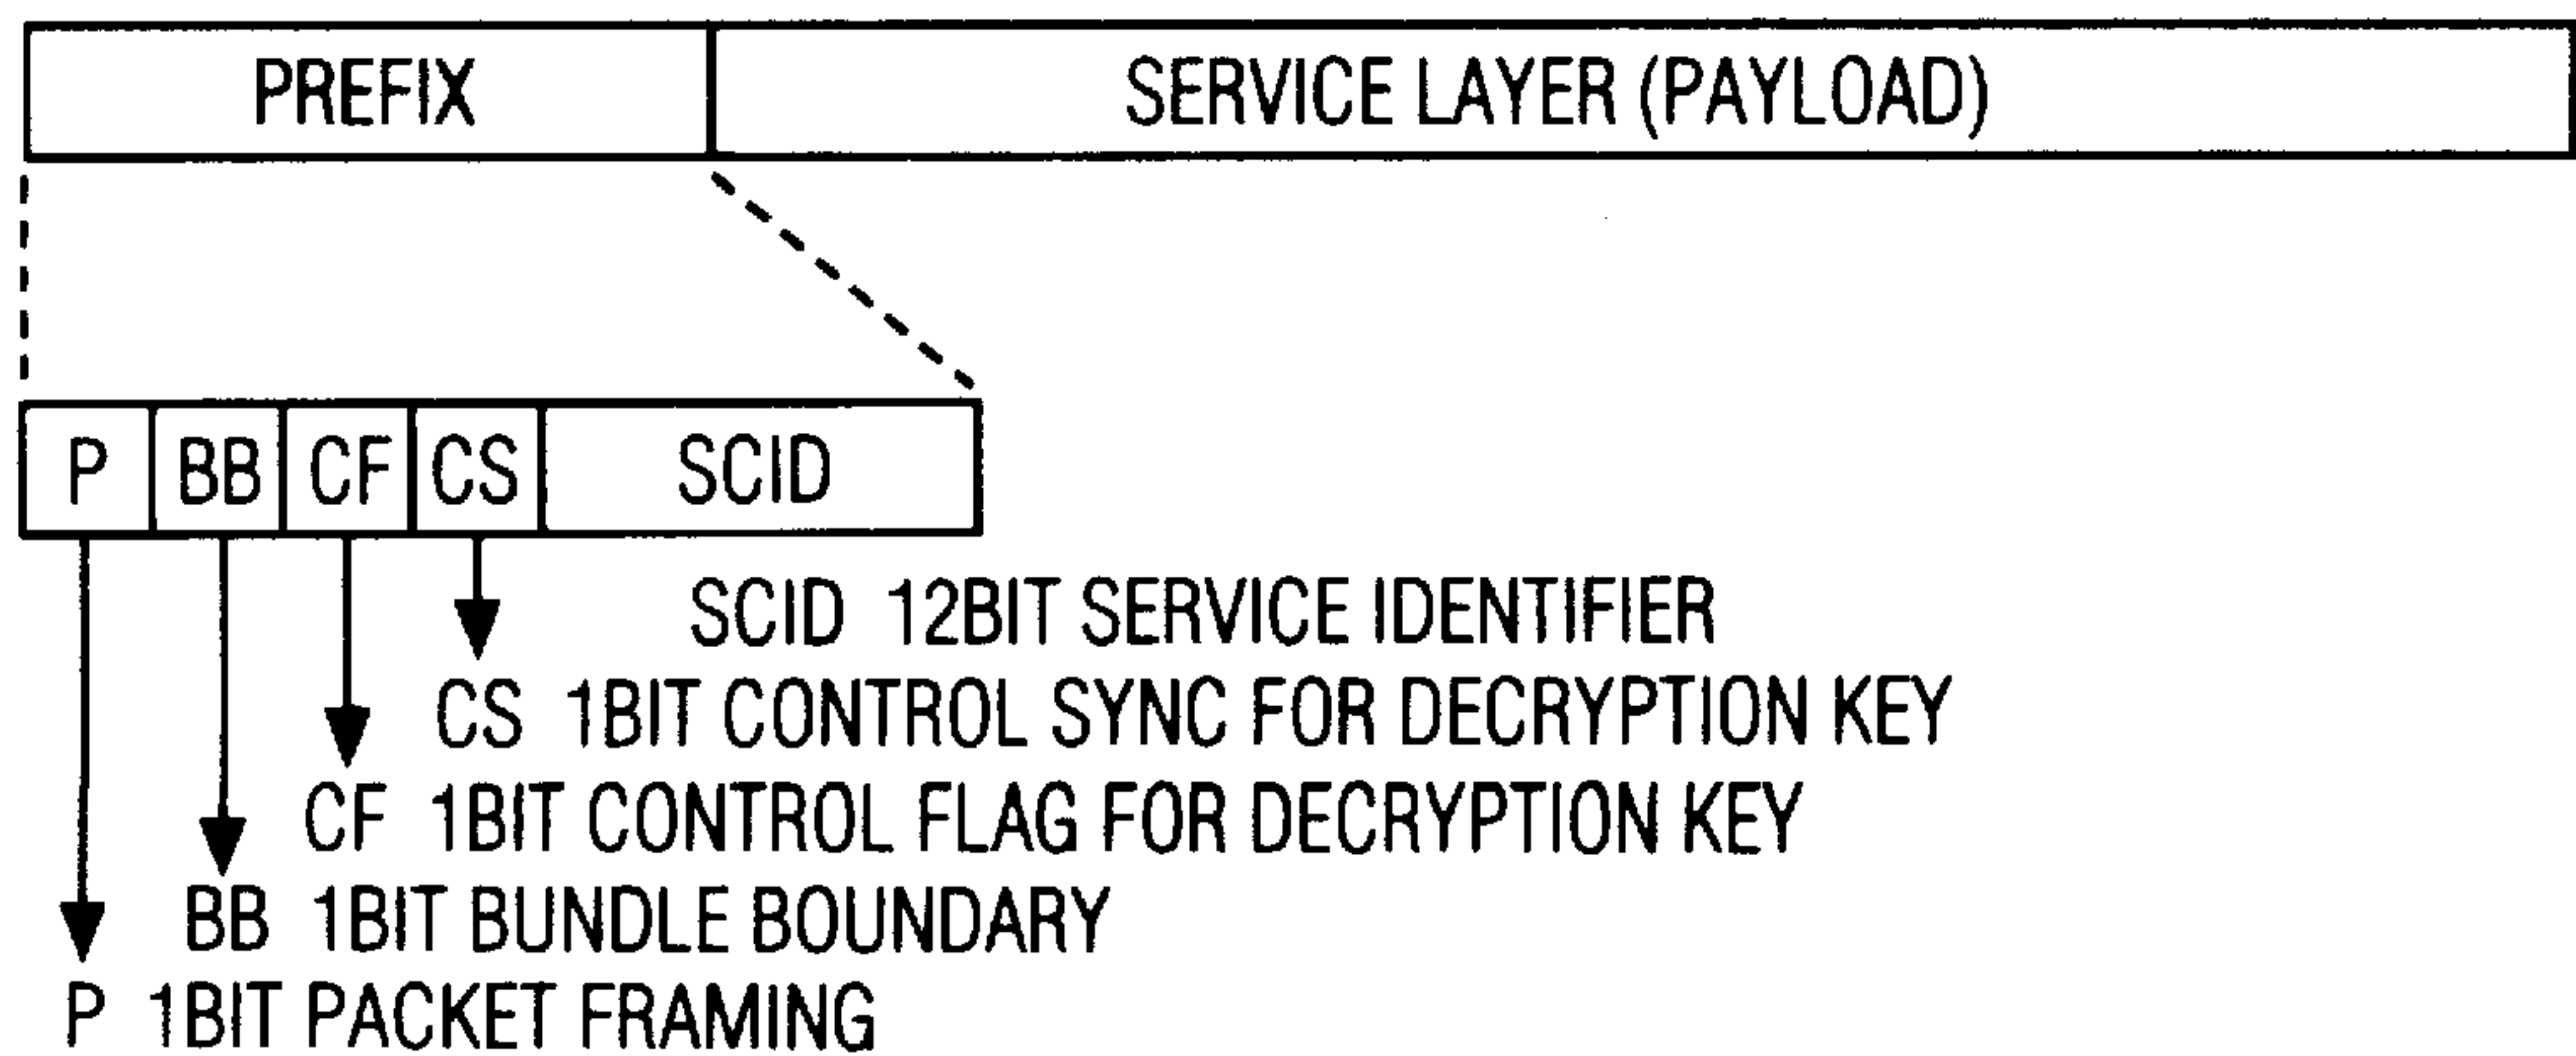 PREFIX SERVICE LAYER (PAYLOAD)
P BB CF CS SCID
SCID 12BIT SERVICE IDENTIFIER
CS 1BIT CONTROL SYNC FOR DECRYPTION KEY
CF 1BIT CONTROL FLAG FOR DECRYPTION KEY
BB 1BIT BUNDLE BOUNDARY
P 1BIT PACKET FRAMING